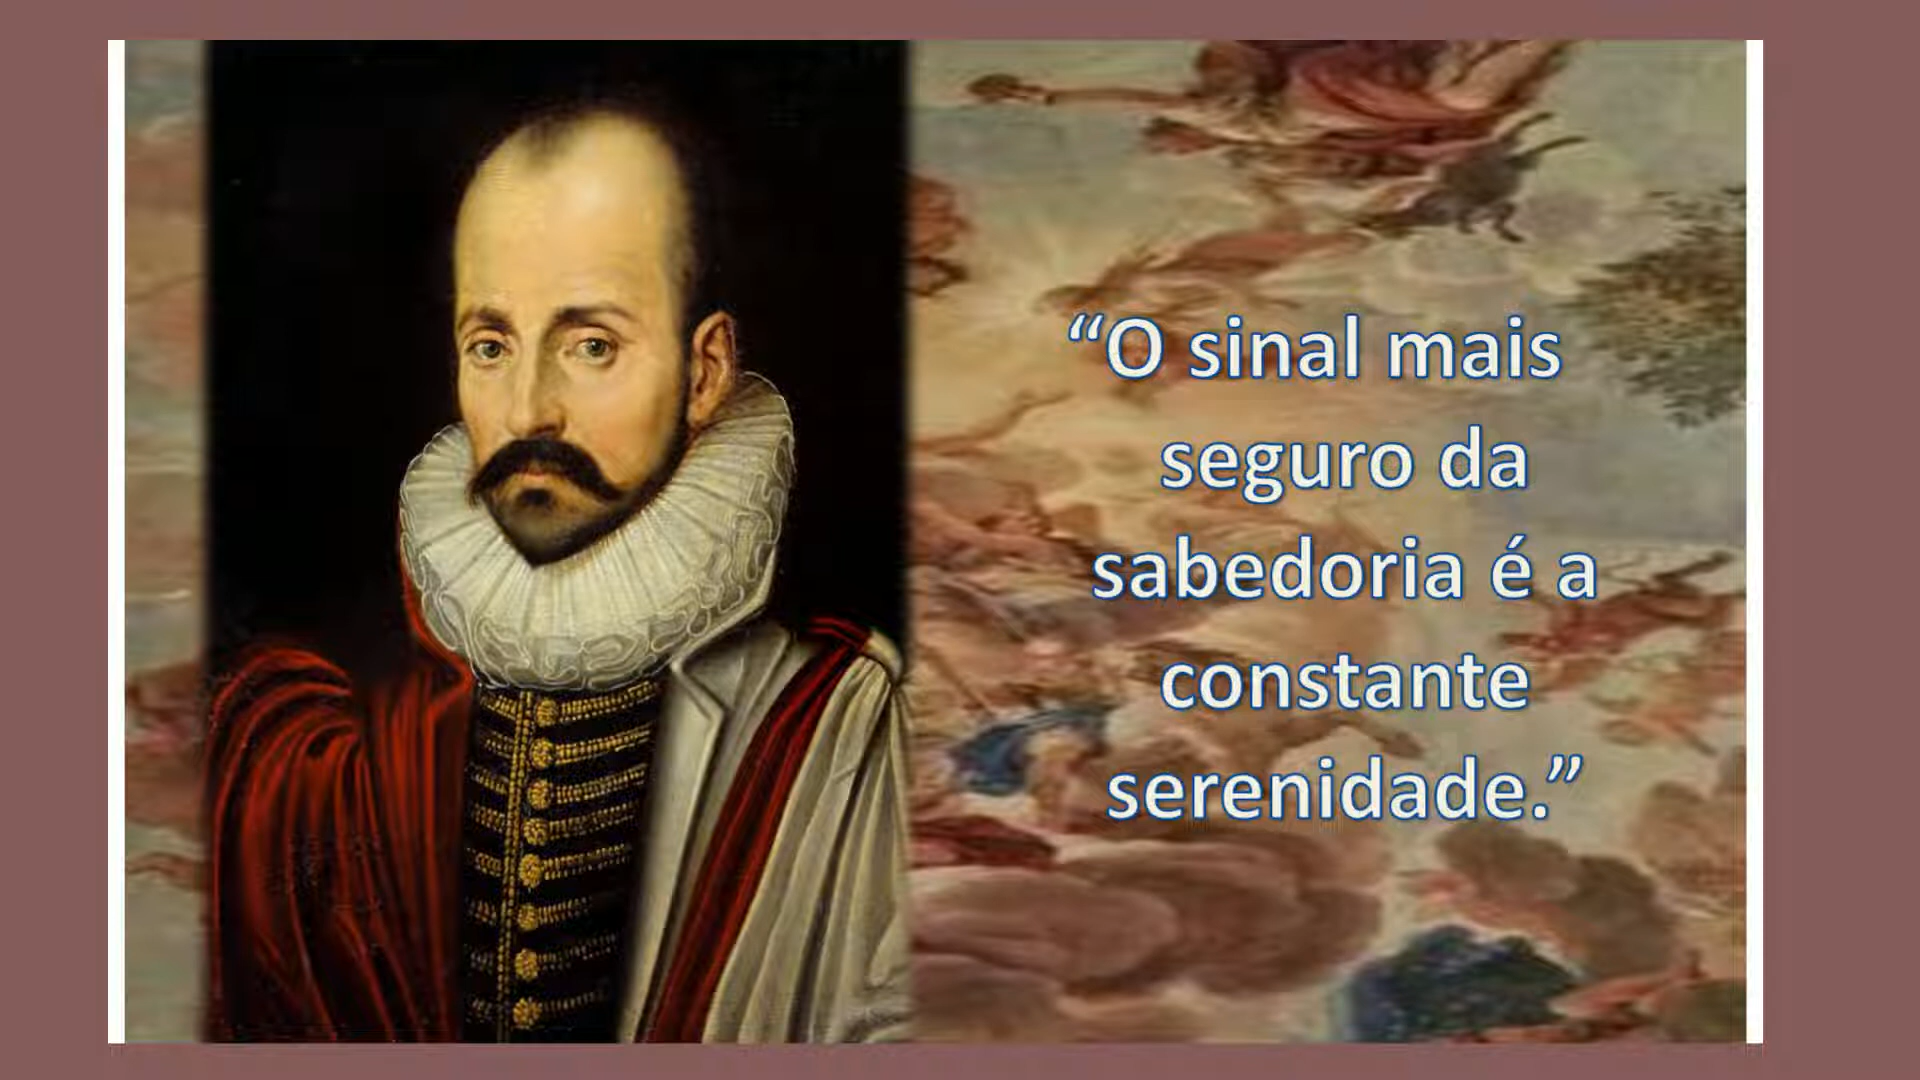 “O sinal mais
seguro da
sabedoria é a
constante
serenidade.”